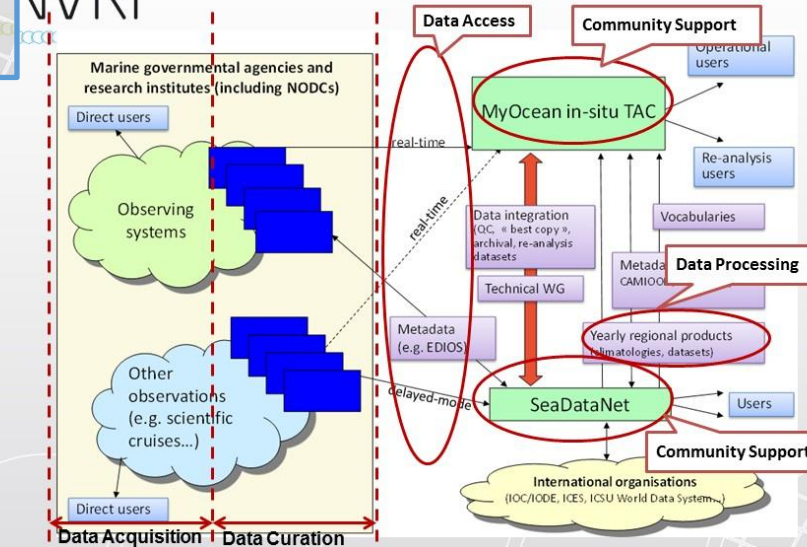 Data Access
Community Support
Operational
users
Marine governmental agencies and
research institutes (including NODCs)
Direct users
MyOcean in-situ TAC
real-time
Re-analysis
users
Observing
systems
real-time
Data integration
(QC, « best copy »,
archival, re-analysis
datasets
Vocabularies
Data Processing
Technical WG
Metadata
(e.g. EDIOS)
Yearly regional products
(climatologies, datasets)
Other
observations
(e.g. scientific
cruises...)
delayed-mode
SeaDataNet
Users
Community Support
International organisations
(IOC/IODE, ICES, ICSU World Data System...)
Direct users
Data Acquisition
Data Curation